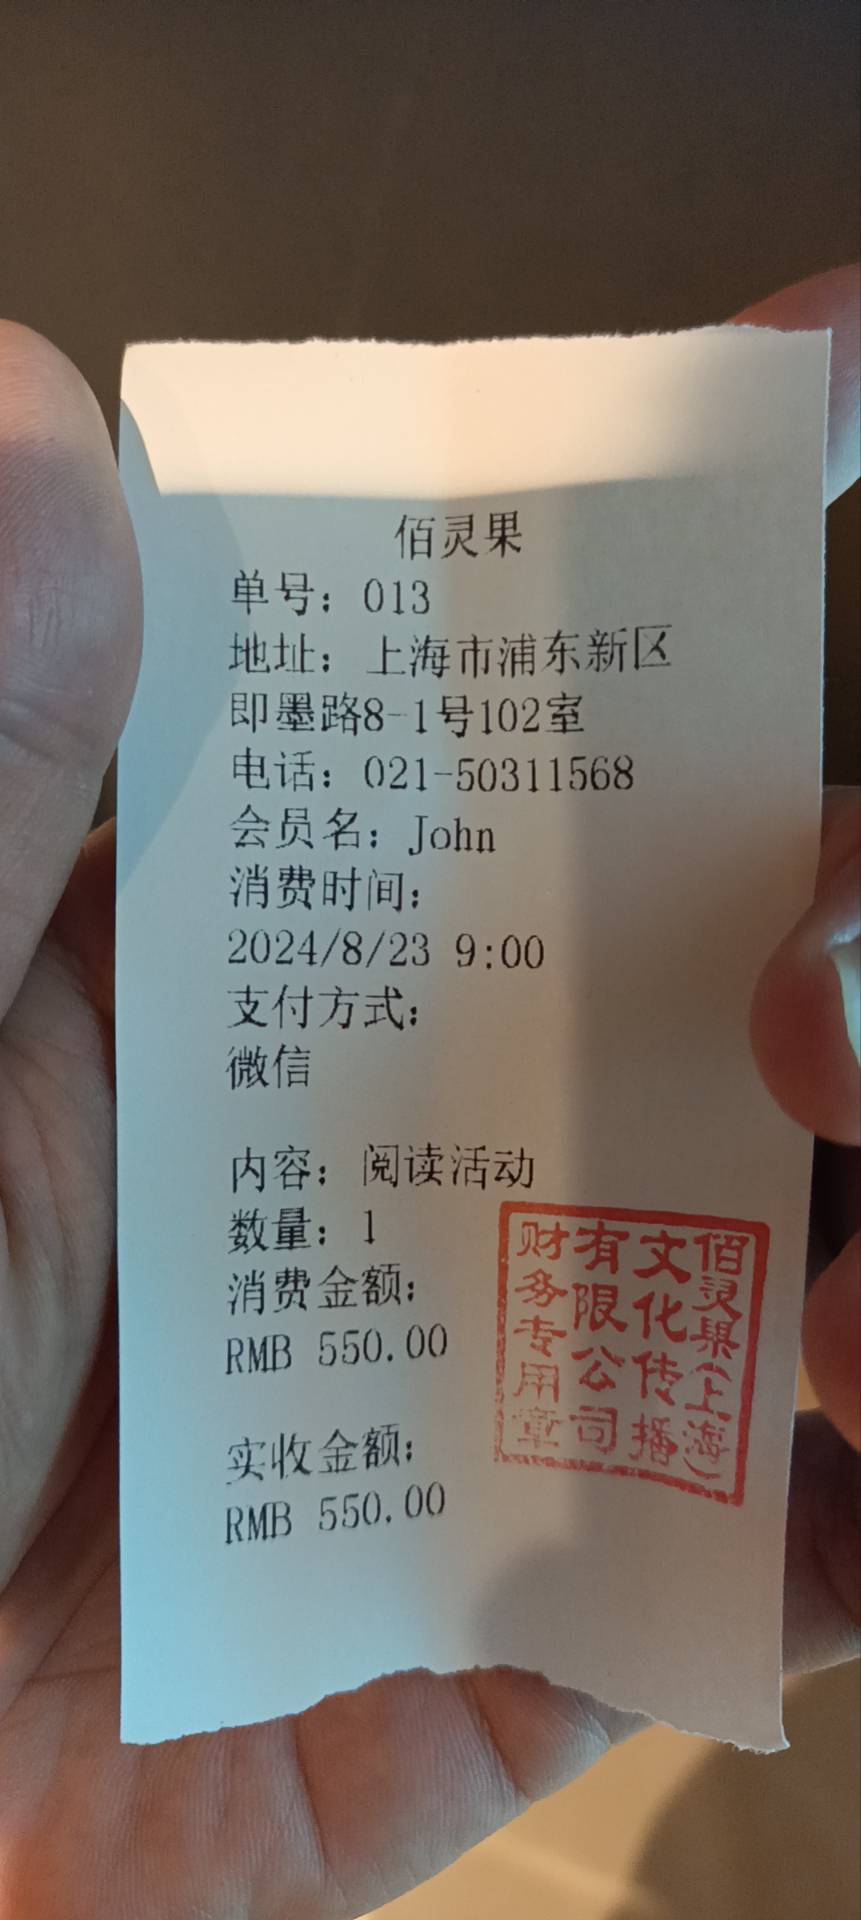 佰灵果
单号：013
地址：上海市浦东新区
即墨路8-1号102室
电话：021-50311568
会员名：John
消费时间：
2024/8/23 9:00
支付方式：
微信
内容：阅读活动
数量：1
消费金额：
RMB 550.00
实收金额：
RMB 550.00
佰灵果（上海）
文化传播
有限公司
财务专用章